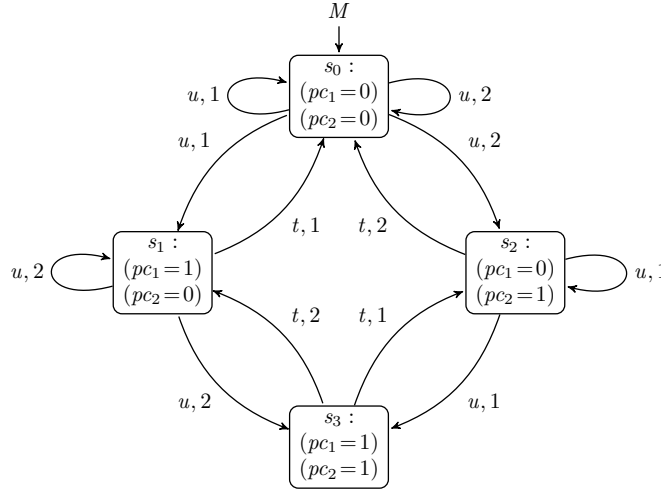 M
s₀ :
(pc₁=0)
(pc₂=0)
u, 1
u, 2
u, 1
u, 2
t, 1
t, 2
s₁ :
(pc₁=1)
(pc₂=0)
s₂ :
(pc₁=0)
(pc₂=1)
u, 2
u, 1
t, 2
t, 1
u, 2
u, 1
s₃ :
(pc₁=1)
(pc₂=1)